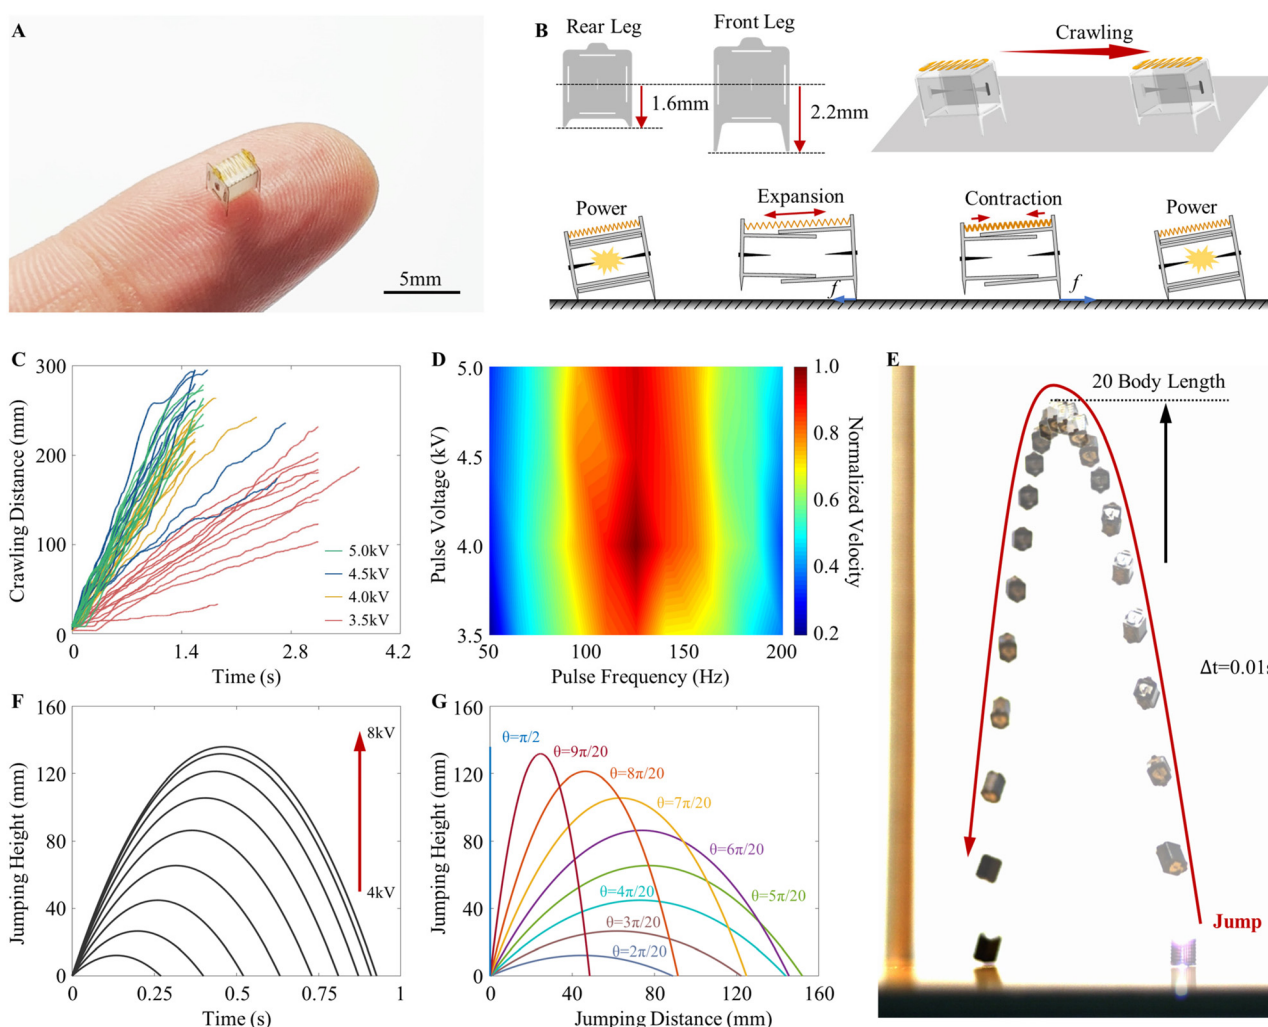 A
5mm
B
Rear Leg
Front Leg
1.6mm
2.2mm
Crawling
Power
Expansion
Contraction
Power
f
f
C
Crawling Distance (mm)
300
200
100
0
0
1.4
2.8
4.2
Time (s)
5.0kV
4.5kV
4.0kV
3.5kV
D
Pulse Voltage (kV)
5.0
4.5
4.0
3.5
50
100
150
200
Pulse Frequency (Hz)
1.0
0.8
0.6
0.4
0.2
Normalized Velocity
E
20 Body Length
Δt=0.01s
Jump
F
Jumping Height (mm)
160
120
80
40
0
0
0.25
0.5
0.75
1
Time (s)
8kV
4kV
G
Jumping Height (mm)
160
120
80
40
0
0
40
80
120
160
Jumping Distance (mm)
θ=π/2
θ=9π/20
θ=8π/20
θ=7π/20
θ=6π/20
θ=5π/20
θ=4π/20
θ=3π/20
θ=2π/20